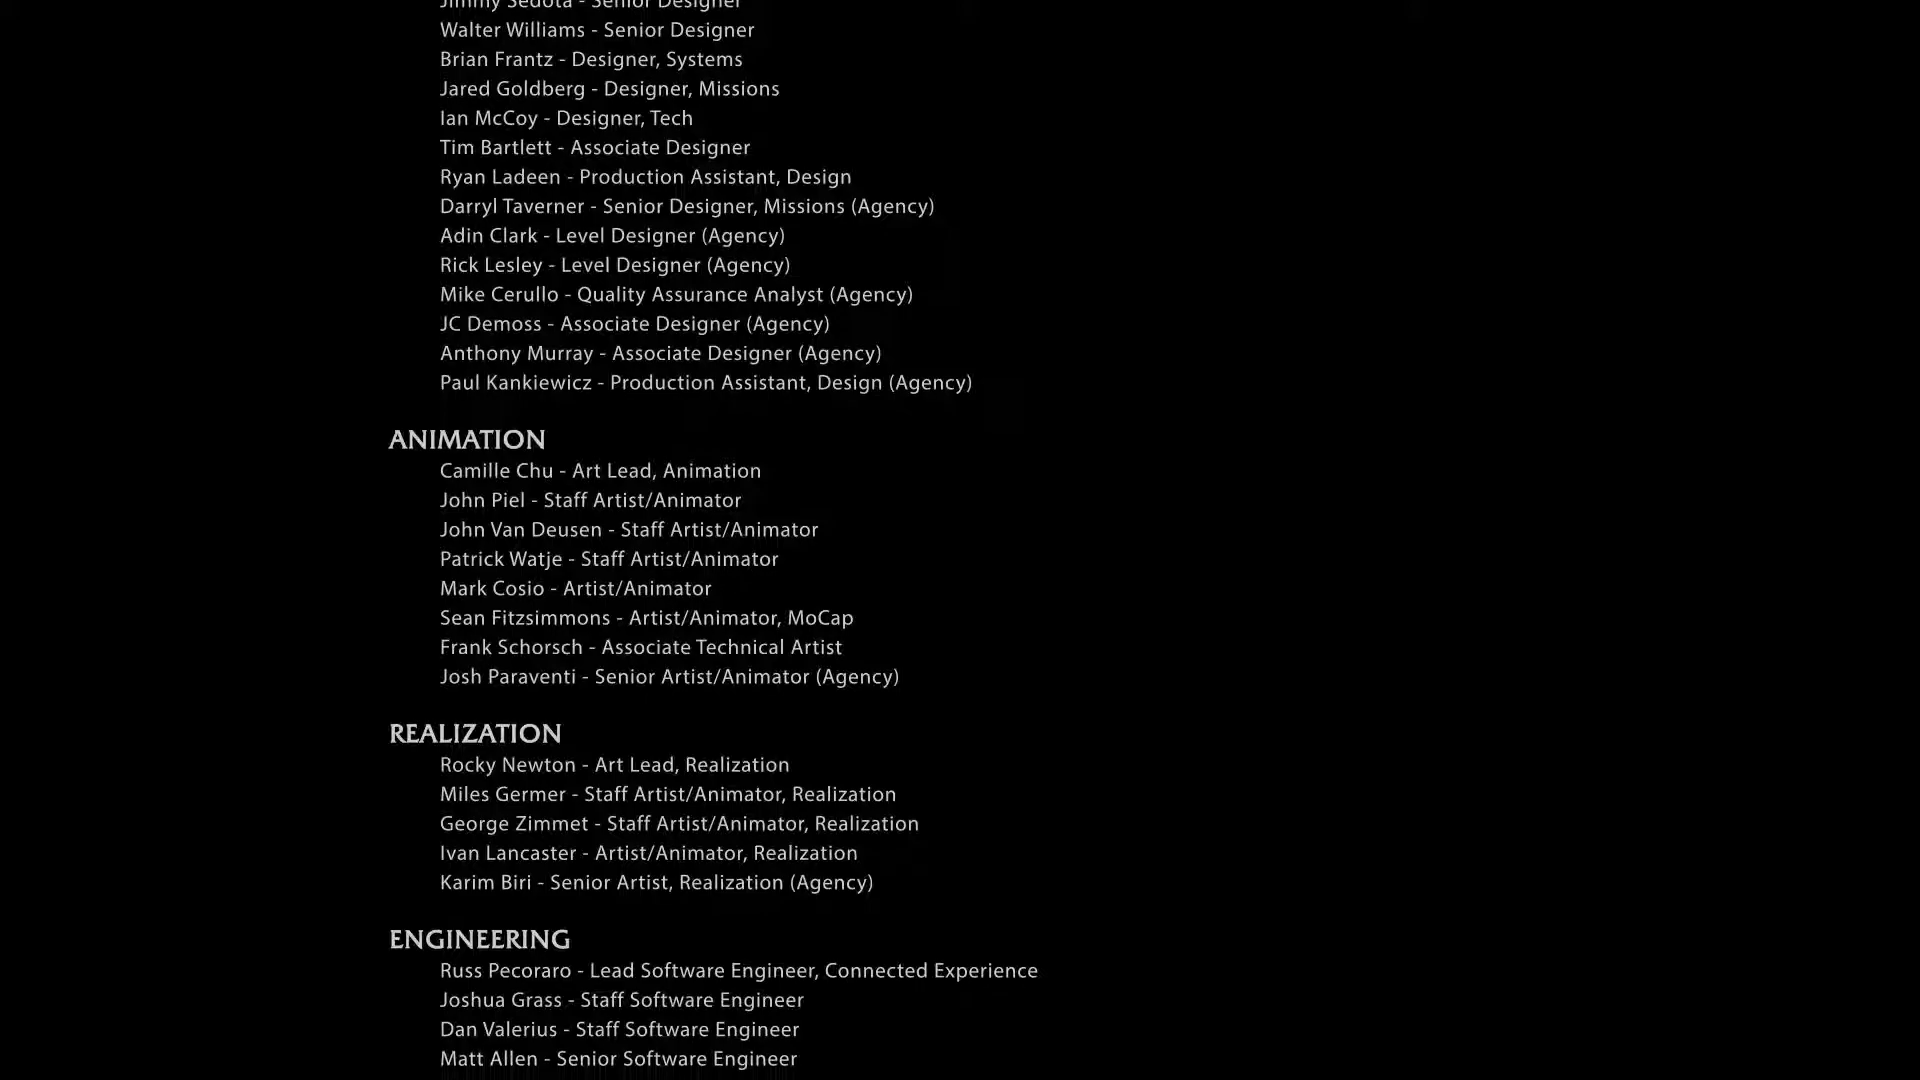 Jimmy Sedota - Senior Designer
Walter Williams - Senior Designer
Brian Frantz - Designer, Systems
Jared Goldberg - Designer, Missions
Ian McCoy - Designer, Tech
Tim Bartlett - Associate Designer
Ryan Ladeen - Production Assistant, Design
Darryl Taverner - Senior Designer, Missions (Agency)
Adin Clark - Level Designer (Agency)
Rick Lesley - Level Designer (Agency)
Mike Cerullo - Quality Assurance Analyst (Agency)
JC Demoss - Associate Designer (Agency)
Anthony Murray - Associate Designer (Agency)
Paul Kankiewicz - Production Assistant, Design (Agency)
ANIMATION
Camille Chu - Art Lead, Animation
John Piel - Staff Artist/Animator
John Van Deusen - Staff Artist/Animator
Patrick Watje - Staff Artist/Animator
Mark Cosio - Artist/Animator
Sean Fitzsimmons - Artist/Animator, MoCap
Frank Schorsch - Associate Technical Artist
Josh Paraventi - Senior Artist/Animator (Agency)
REALIZATION
Rocky Newton - Art Lead, Realization
Miles Germer - Staff Artist/Animator, Realization
George Zimmet - Staff Artist/Animator, Realization
Ivan Lancaster - Artist/Animator, Realization
Karim Biri - Senior Artist, Realization (Agency)
ENGINEERING
Russ Pecoraro - Lead Software Engineer, Connected Experience
Joshua Grass - Staff Software Engineer
Dan Valerius - Staff Software Engineer
Matt Allen - Senior Software Engineer